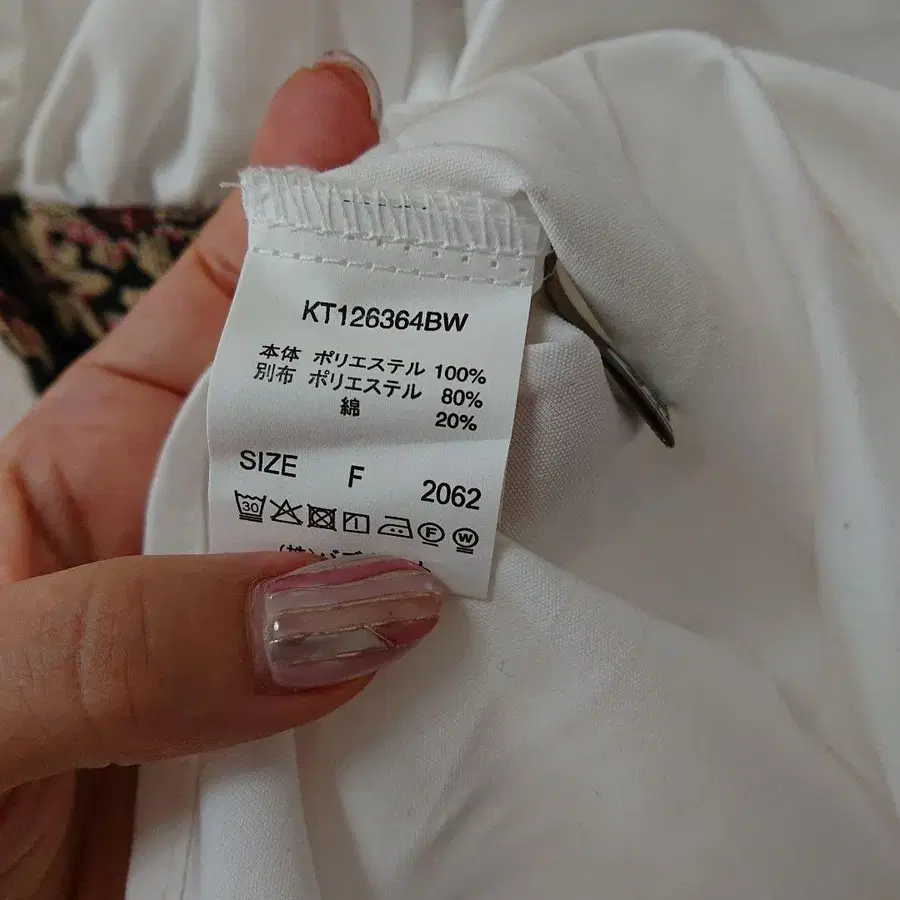 KT126364BW
本体 ポリエステル 100%
別布 ポリエステル 80%
綿 20%
SIZE F 2062
30 F W